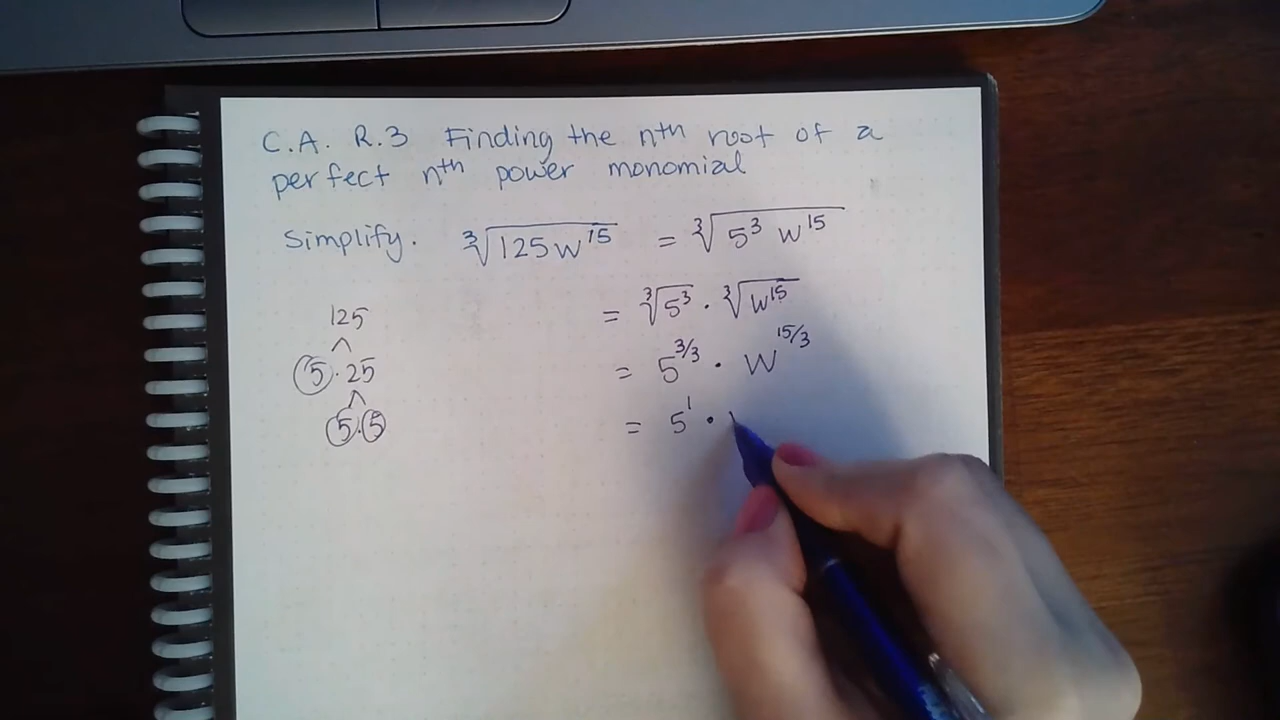 C.A. R.3 Finding the nth root of a
perfect nth power monomial
Simplify. ∛(125w¹⁵) = ∛(5³ w¹⁵)
= ∛(5³) · ∛(w¹⁵)
= 5^(3/3) · w^(15/3)
= 5¹ ·
125
5 · 25
5 · 5